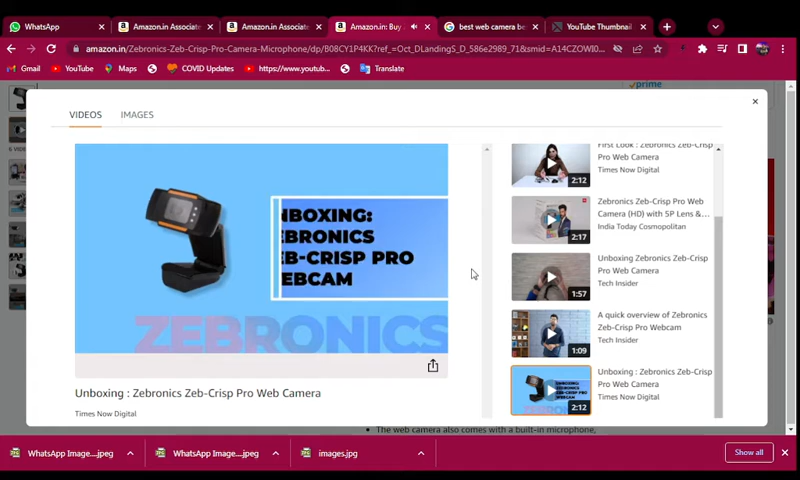 WhatsApp
Amazon.in Associate
Amazon.in Associate
Amazon.in: Buy
best web camera be
YouTube Thumbnail
amazon.in/Zebronics-Zeb-Crisp-Pro-Camera-Microphone/dp/B08CY1P4KK?ref_=Oct_DLandingS_D_586e2989_71&smid=A14CZOWI0...
Gmail
YouTube
Maps
COVID Updates
https://www.youtub...
Translate
prime
VIDEOS
IMAGES
NBOXING:
EBRONICS
EB-CRISP PRO
EBCAM
ZEBRONICS
Unboxing : Zebronics Zeb-Crisp Pro Web Camera
Times Now Digital
First Look : Zebronics Zeb-Crisp
Pro Web Camera
Times Now Digital
2:12
Zebronics Zeb-Crisp Pro Web
Camera (HD) with 5P Lens &...
India Today Cosmopolitan
2:17
Unboxing Zebronics Zeb-Crisp
Pro Web Camera
Tech Insider
1:57
A quick overview of Zebronics
Zeb-Crisp Pro Webcam
Tech Insider
1:09
Unboxing : Zebronics Zeb-Crisp
Pro Web Camera
Times Now Digital
2:12
The web camera also comes with a built-in microphone,
WhatsApp Image....jpeg
WhatsApp Image....jpeg
images.jpg
Show all